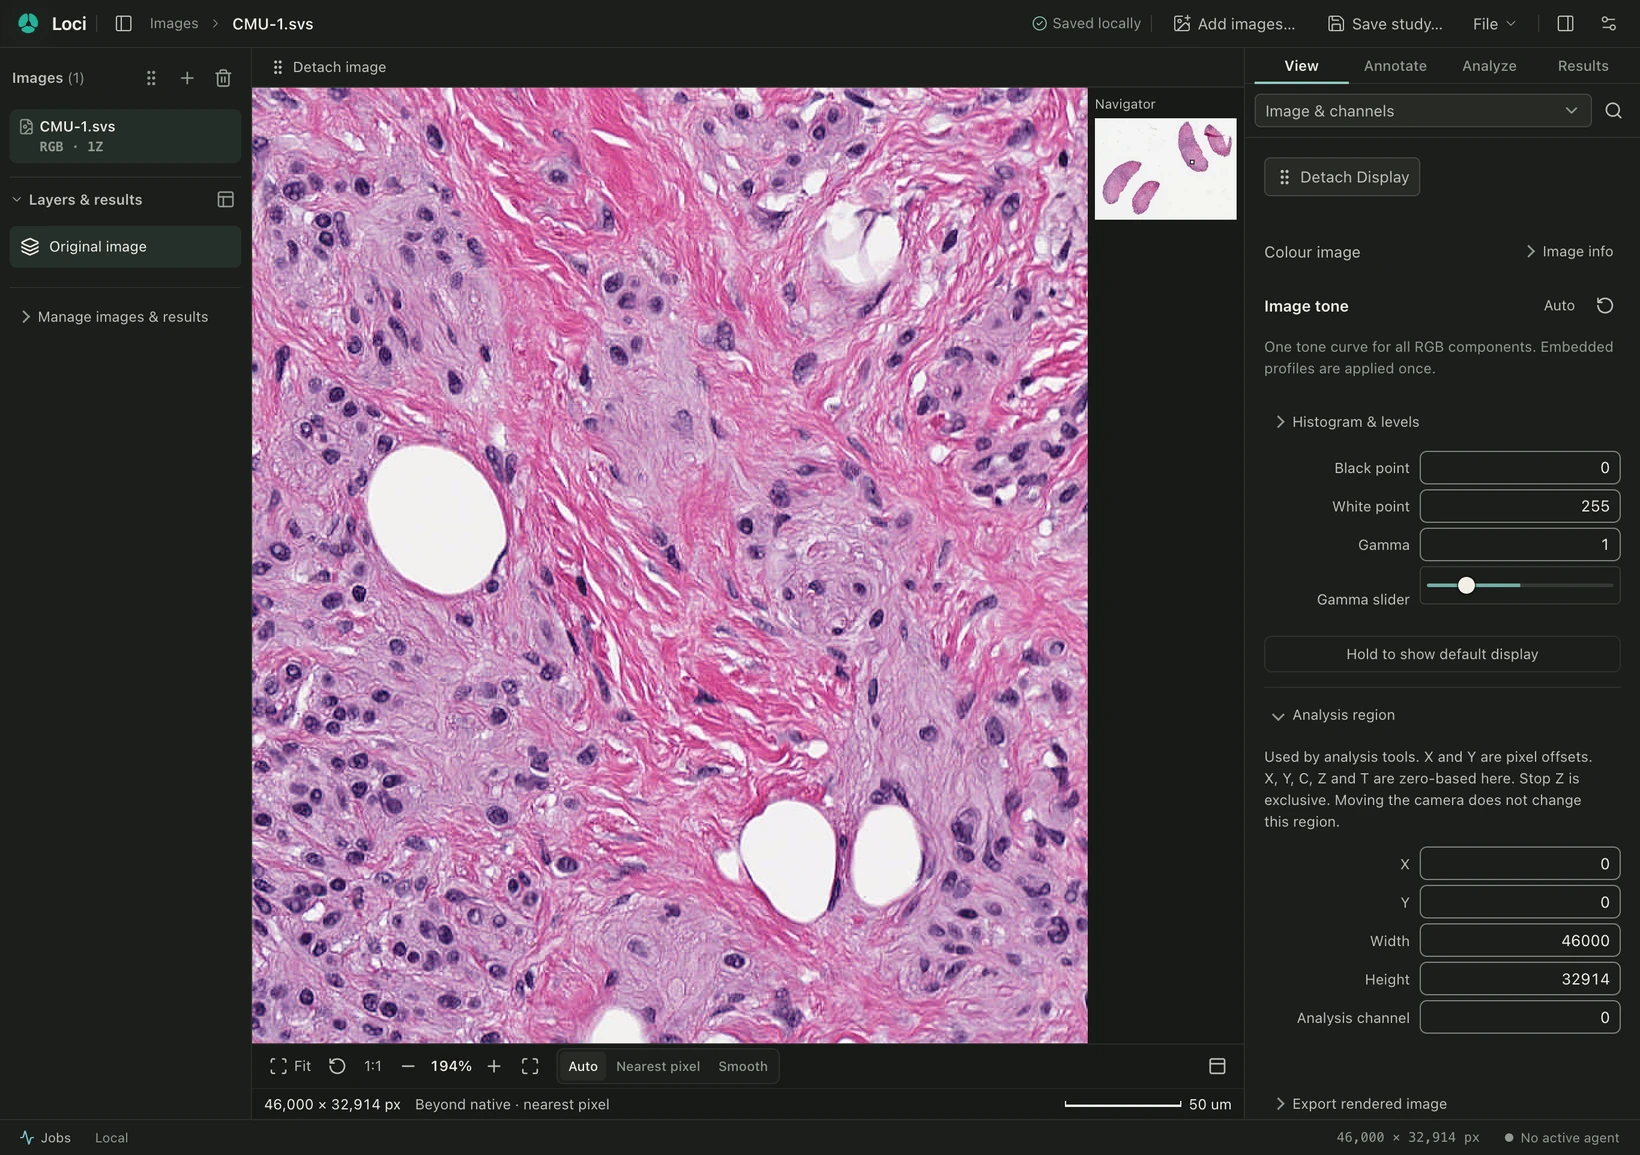 Loci
Images > CMU-1.svs
Saved locally
Add images...
Save study...
File
Images (1)
CMU-1.svs
RGB · 1Z
Layers & results
Original image
Manage images & results
Detach image
Navigator
View
Annotate
Analyze
Results
Image & channels
Detach Display
Colour image
Image info
Image tone
Auto
One tone curve for all RGB components. Embedded
profiles are applied once.
Histogram & levels
Black point 0
White point 255
Gamma 1
Gamma slider
Hold to show default display
Analysis region
Used by analysis tools. X and Y are pixel offsets.
X, Y, C, Z and T are zero-based here. Stop Z is
exclusive. Moving the camera does not change
this region.
X 0
Y 0
Width 46000
Height 32914
Analysis channel 0
Export rendered image
Fit
1:1
194%
Auto
Nearest pixel
Smooth
46,000 × 32,914 px
Beyond native · nearest pixel
50 um
Jobs
Local
46,000 × 32,914 px
No active agent